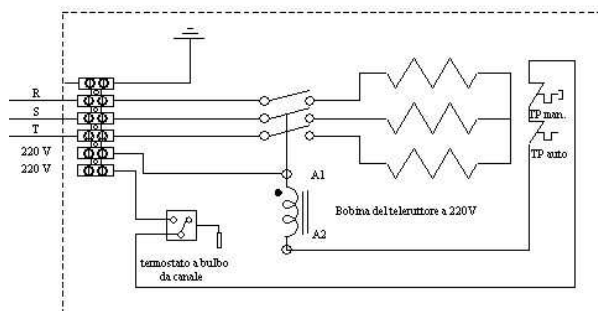 R
S
T
220 V
220 V
TP man.
TP auto
A1
Bobina del teleruttore a 220V
A2
termostato a bulbo
da canale